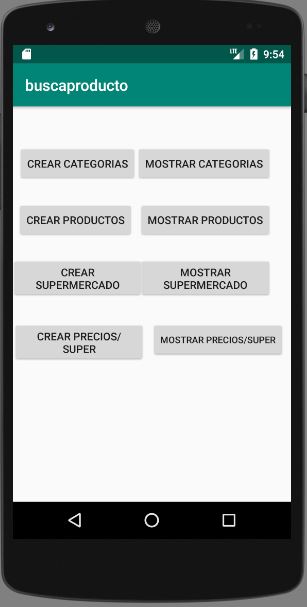 LTE 9:54
buscaproducto
CREAR CATEGORIAS MOSTRAR CATEGORIAS
CREAR PRODUCTOS MOSTRAR PRODUCTOS
CREAR
SUPERMERCADO
MOSTRAR
SUPERMERCADO
CREAR PRECIOS/
SUPER
MOSTRAR PRECIOS/SUPER